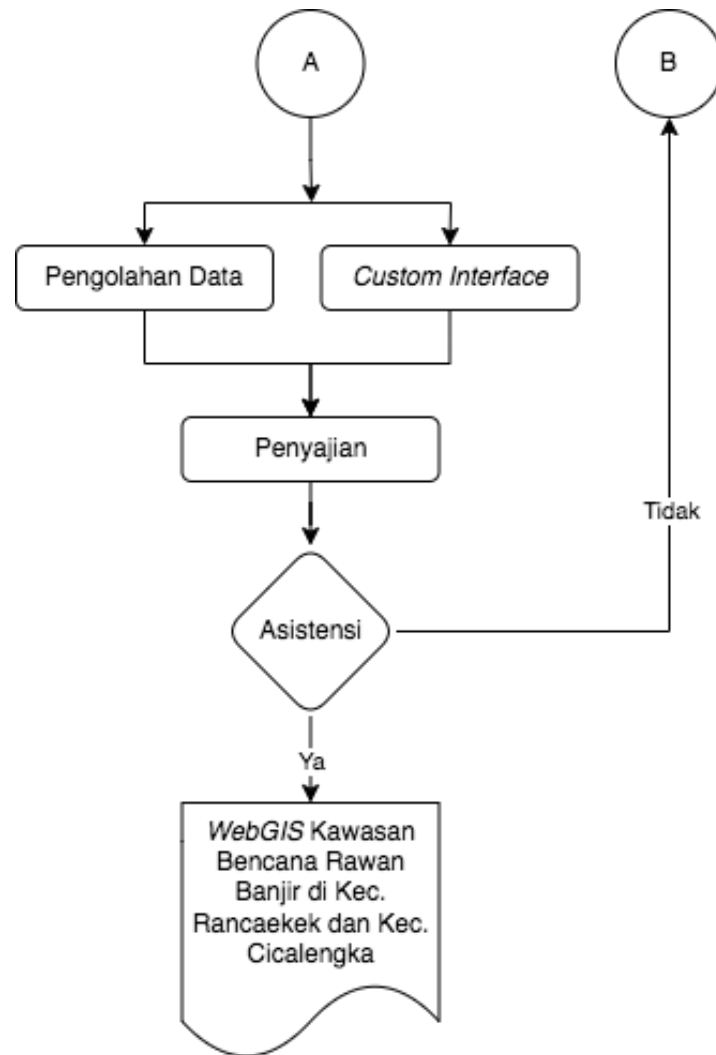 A
B
Pengolahan Data
Custom Interface
Penyajian
Tidak
Asistensi
Ya
WebGIS Kawasan
Bencana Rawan
Banjir di Kec.
Rancaekek dan Kec.
Cicalengka